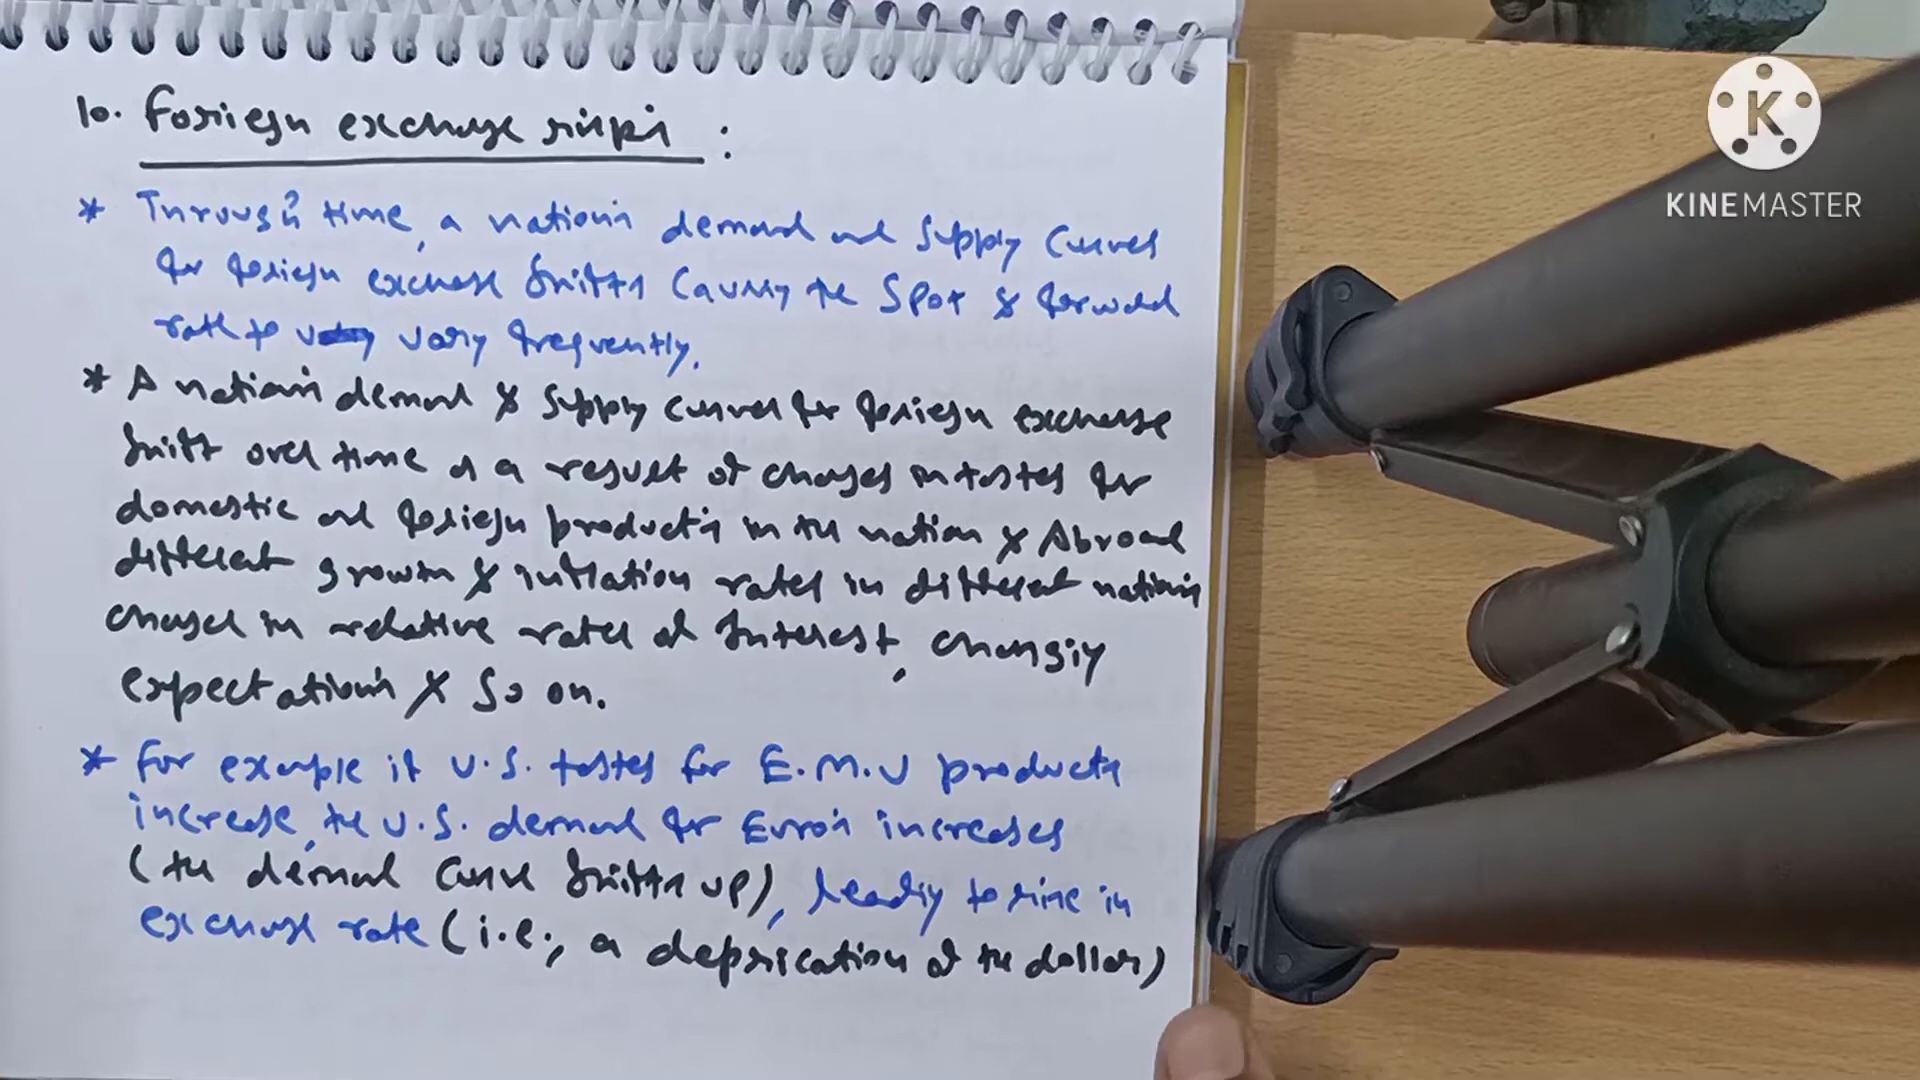 10. Foriegn exchange risks :
* Through time, a nation's demand and supply curves
for foriegn exchange shifts causing the spot & forward
rate to vary frequently.
* A nation's demand & supply curves for foriegn exchange
shift over time as a result of changes in tastes for
domestic and foriegn products in the nation & Abroad
different growth & inflation rates in different nations
changes in relative rates of Interest, changing
expectations & so on.
* For example if U.S. tastes for E.M.U products
increase, the U.S. demand for Euro's increases
(the demand curve shifts up), leading to rise in
exchange rate (i.e., a deprication of the dollar)
K
KINEMASTER